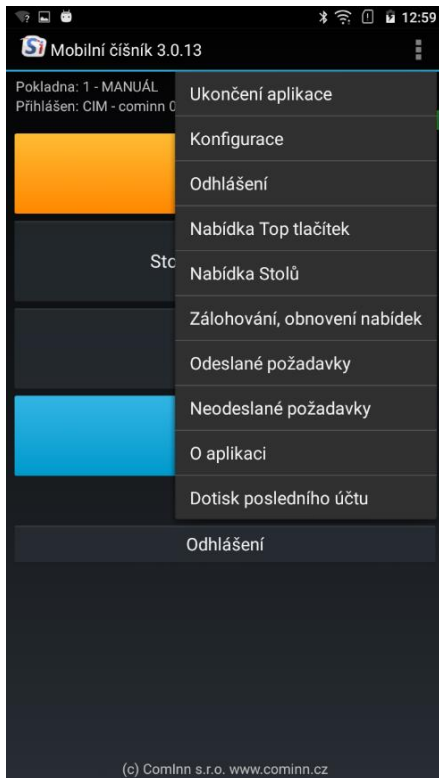 12:59
Si Mobilní číšník 3.0.13
Pokladna: 1 - MANUÁL
Přihlášen: CIM - cominn 0
Ukončení aplikace
Konfigurace
Odhlášení
Nabídka Top tlačítek
Nabídka Stolů
Zálohování, obnovení nabídek
Odeslané požadavky
Neodeslané požadavky
O aplikaci
Dotisk posledního účtu
Odhlášení
(c) ComInn s.r.o. www.cominn.cz